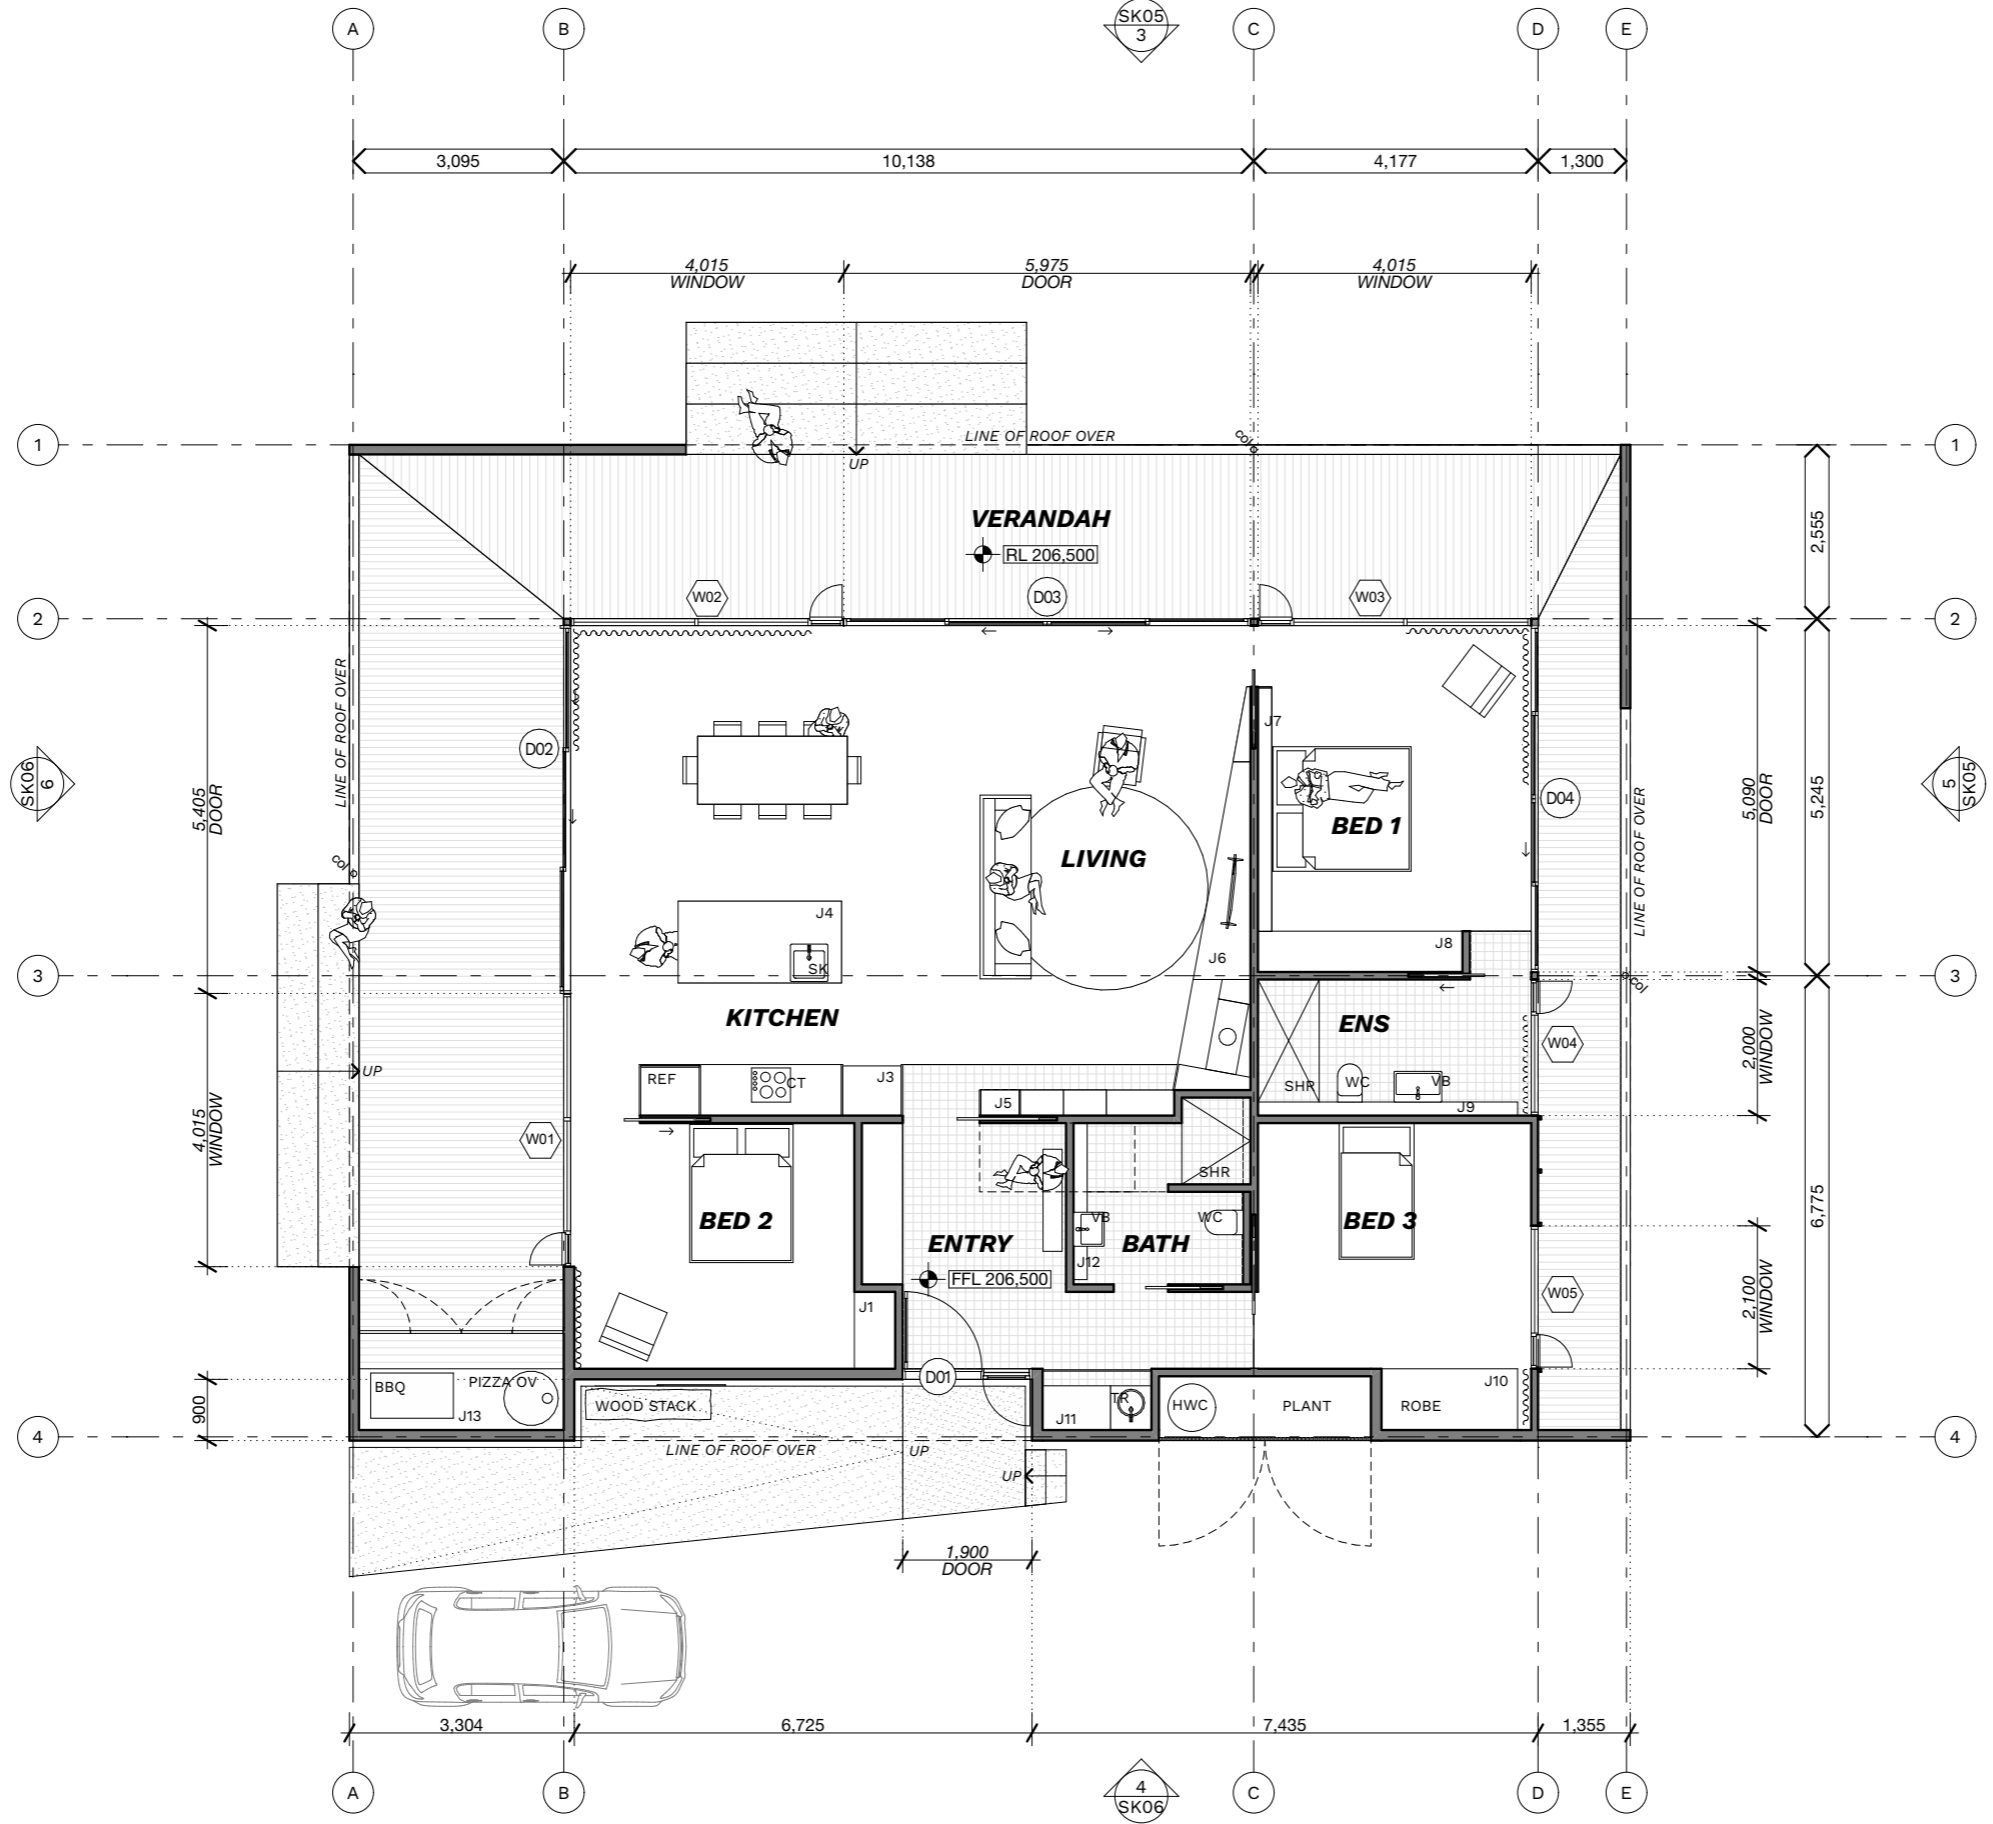 SK05
3
A
B
C
D
E
3,095
10,138
4,177
1,300
4,015
WINDOW
5,975
DOOR
4,015
WINDOW
1
LINE OF ROOF OVER
col
1
UP
VERANDAH
RL 206,500
2,555
W02
D03
W03
2
2
LINE OF ROOF OVER
J7
D02
SK06
6
5,405
DOOR
BED 1
D04
5,090
DOOR
5,245
5
SK05
LIVING
LINE OF ROOF OVER
col
J4
J8
SK
J6
3
3
col
KITCHEN
ENS
W04
2,000
WINDOW
UP
REF
CT
J3
SHR
WC
VB
J5
J9
4,015
WINDOW
W01
SHR
BED 2
VB
WC
BED 3
6,775
ENTRY
BATH
J12
FFL 206,500
W05
2,100
WINDOW
J1
D01
BBQ
PIZZA OV
J13
900
WOOD STACK
J11
TR
HWC
PLANT
ROBE
J10
4
4
LINE OF ROOF OVER
UP
UP
1,900
DOOR
3,304
6,725
7,435
1,355
A
B
4
SK06
C
D
E